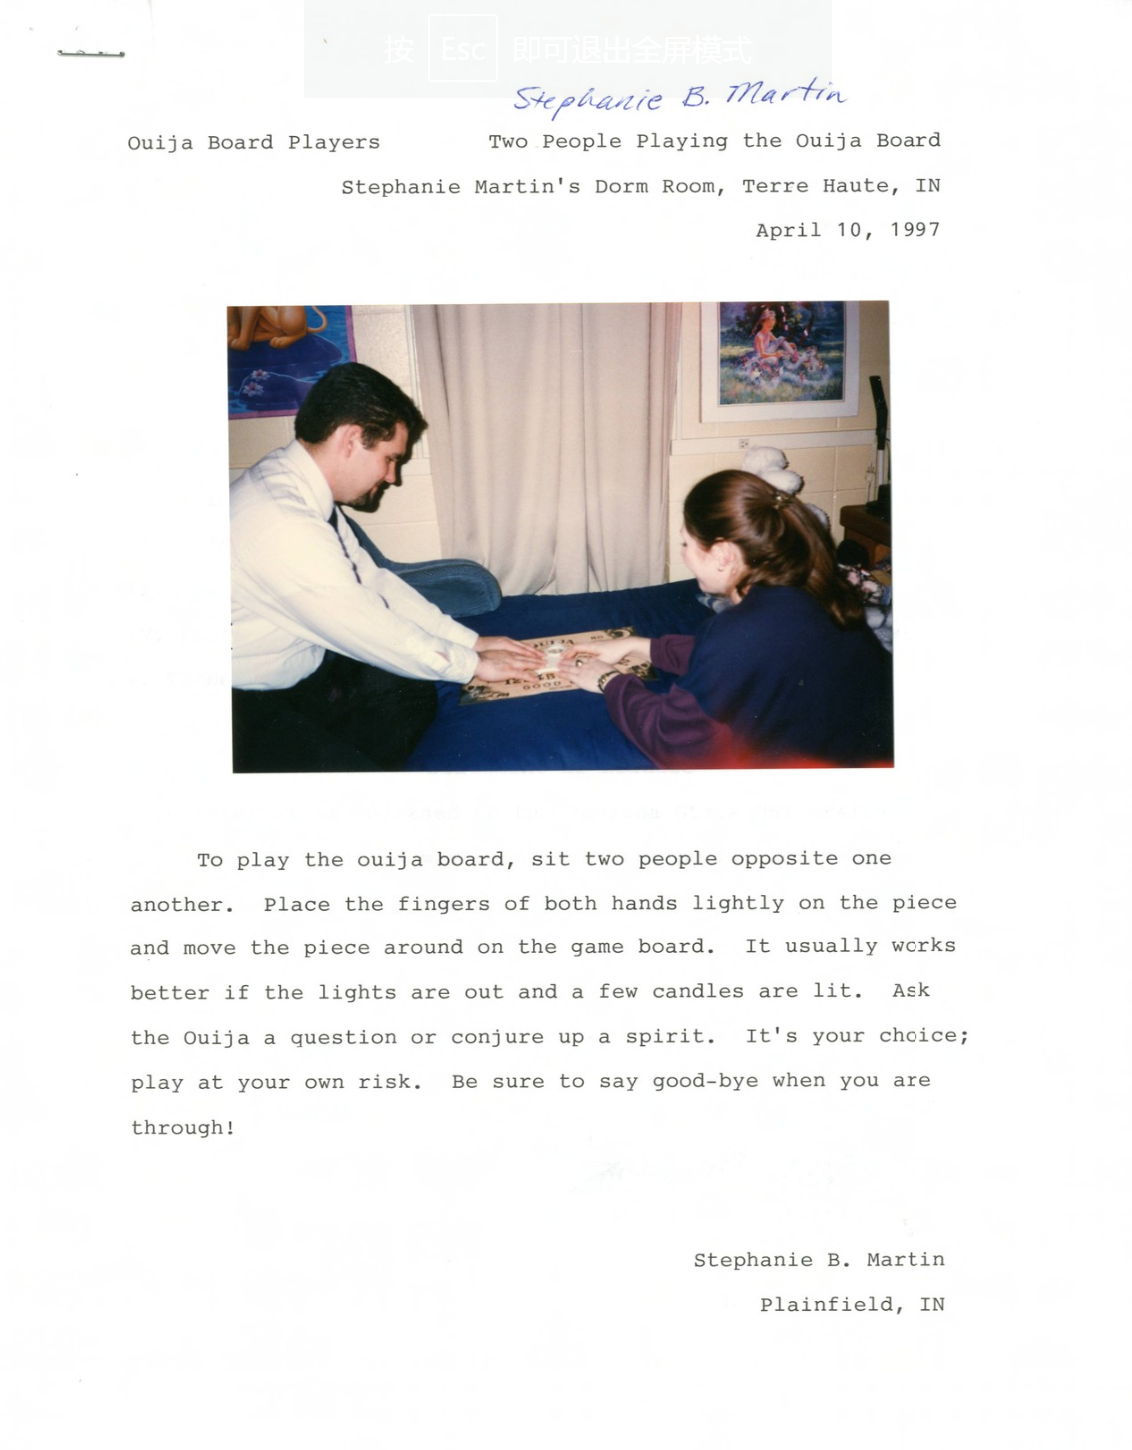 按 Esc 即可退出全屏模式
Stephanie B. Martin
Ouija Board Players Two People Playing the Ouija Board
Stephanie Martin's Dorm Room, Terre Haute, IN
April 10, 1997
OUIJA NO
GOOD
To play the ouija board, sit two people opposite one
another. Place the fingers of both hands lightly on the piece
and move the piece around on the game board. It usually works
better if the lights are out and a few candles are lit. Ask
the Ouija a question or conjure up a spirit. It's your choice;
play at your own risk. Be sure to say good-bye when you are
through!
Stephanie B. Martin
Plainfield, IN